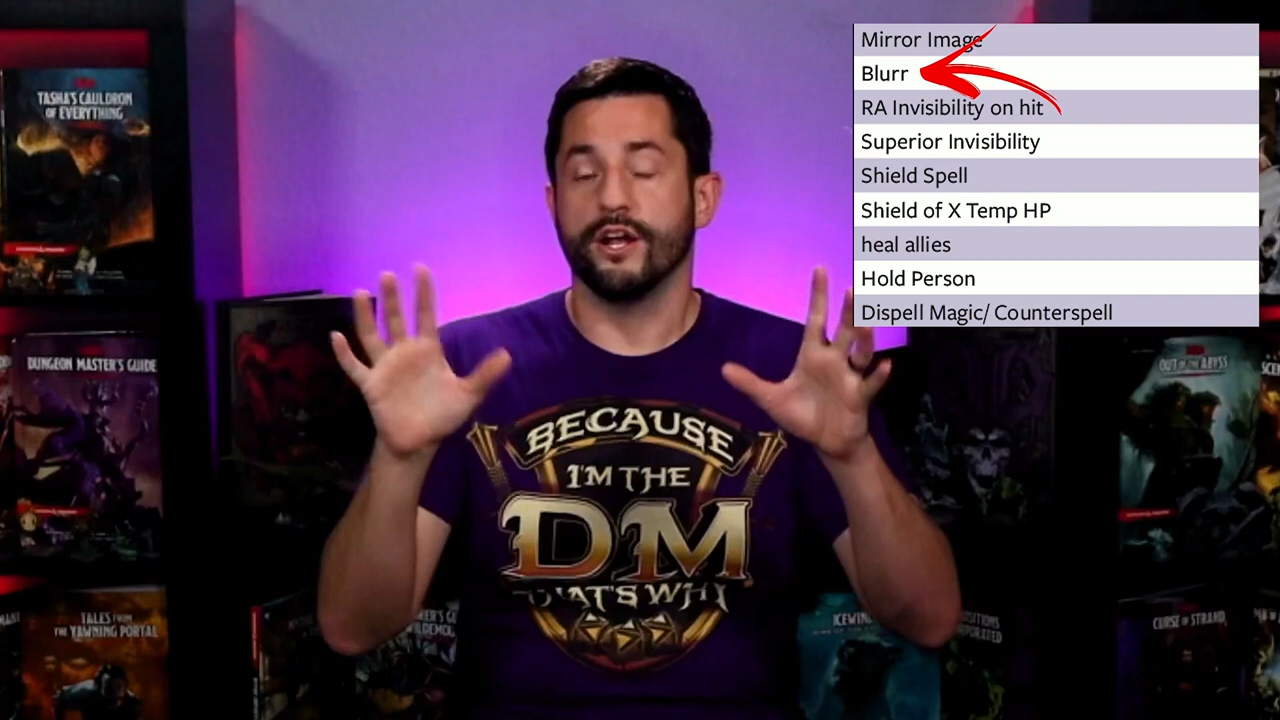 Mirror Image
Blurr
RA Invisibility on hit
Superior Invisibility
Shield Spell
Shield of X Temp HP
heal allies
Hold Person
Dispell Magic/ Counterspell
TASHA'S CAULDRON
OF EVERYTHING
DUNGEON MASTER'S GUIDE
TALES FROM
THE YAWNING PORTAL
BECAUSE
I'M THE
DM
THAT'S WHY
OUT OF THE ABYSS
CURSE OF STRAHD